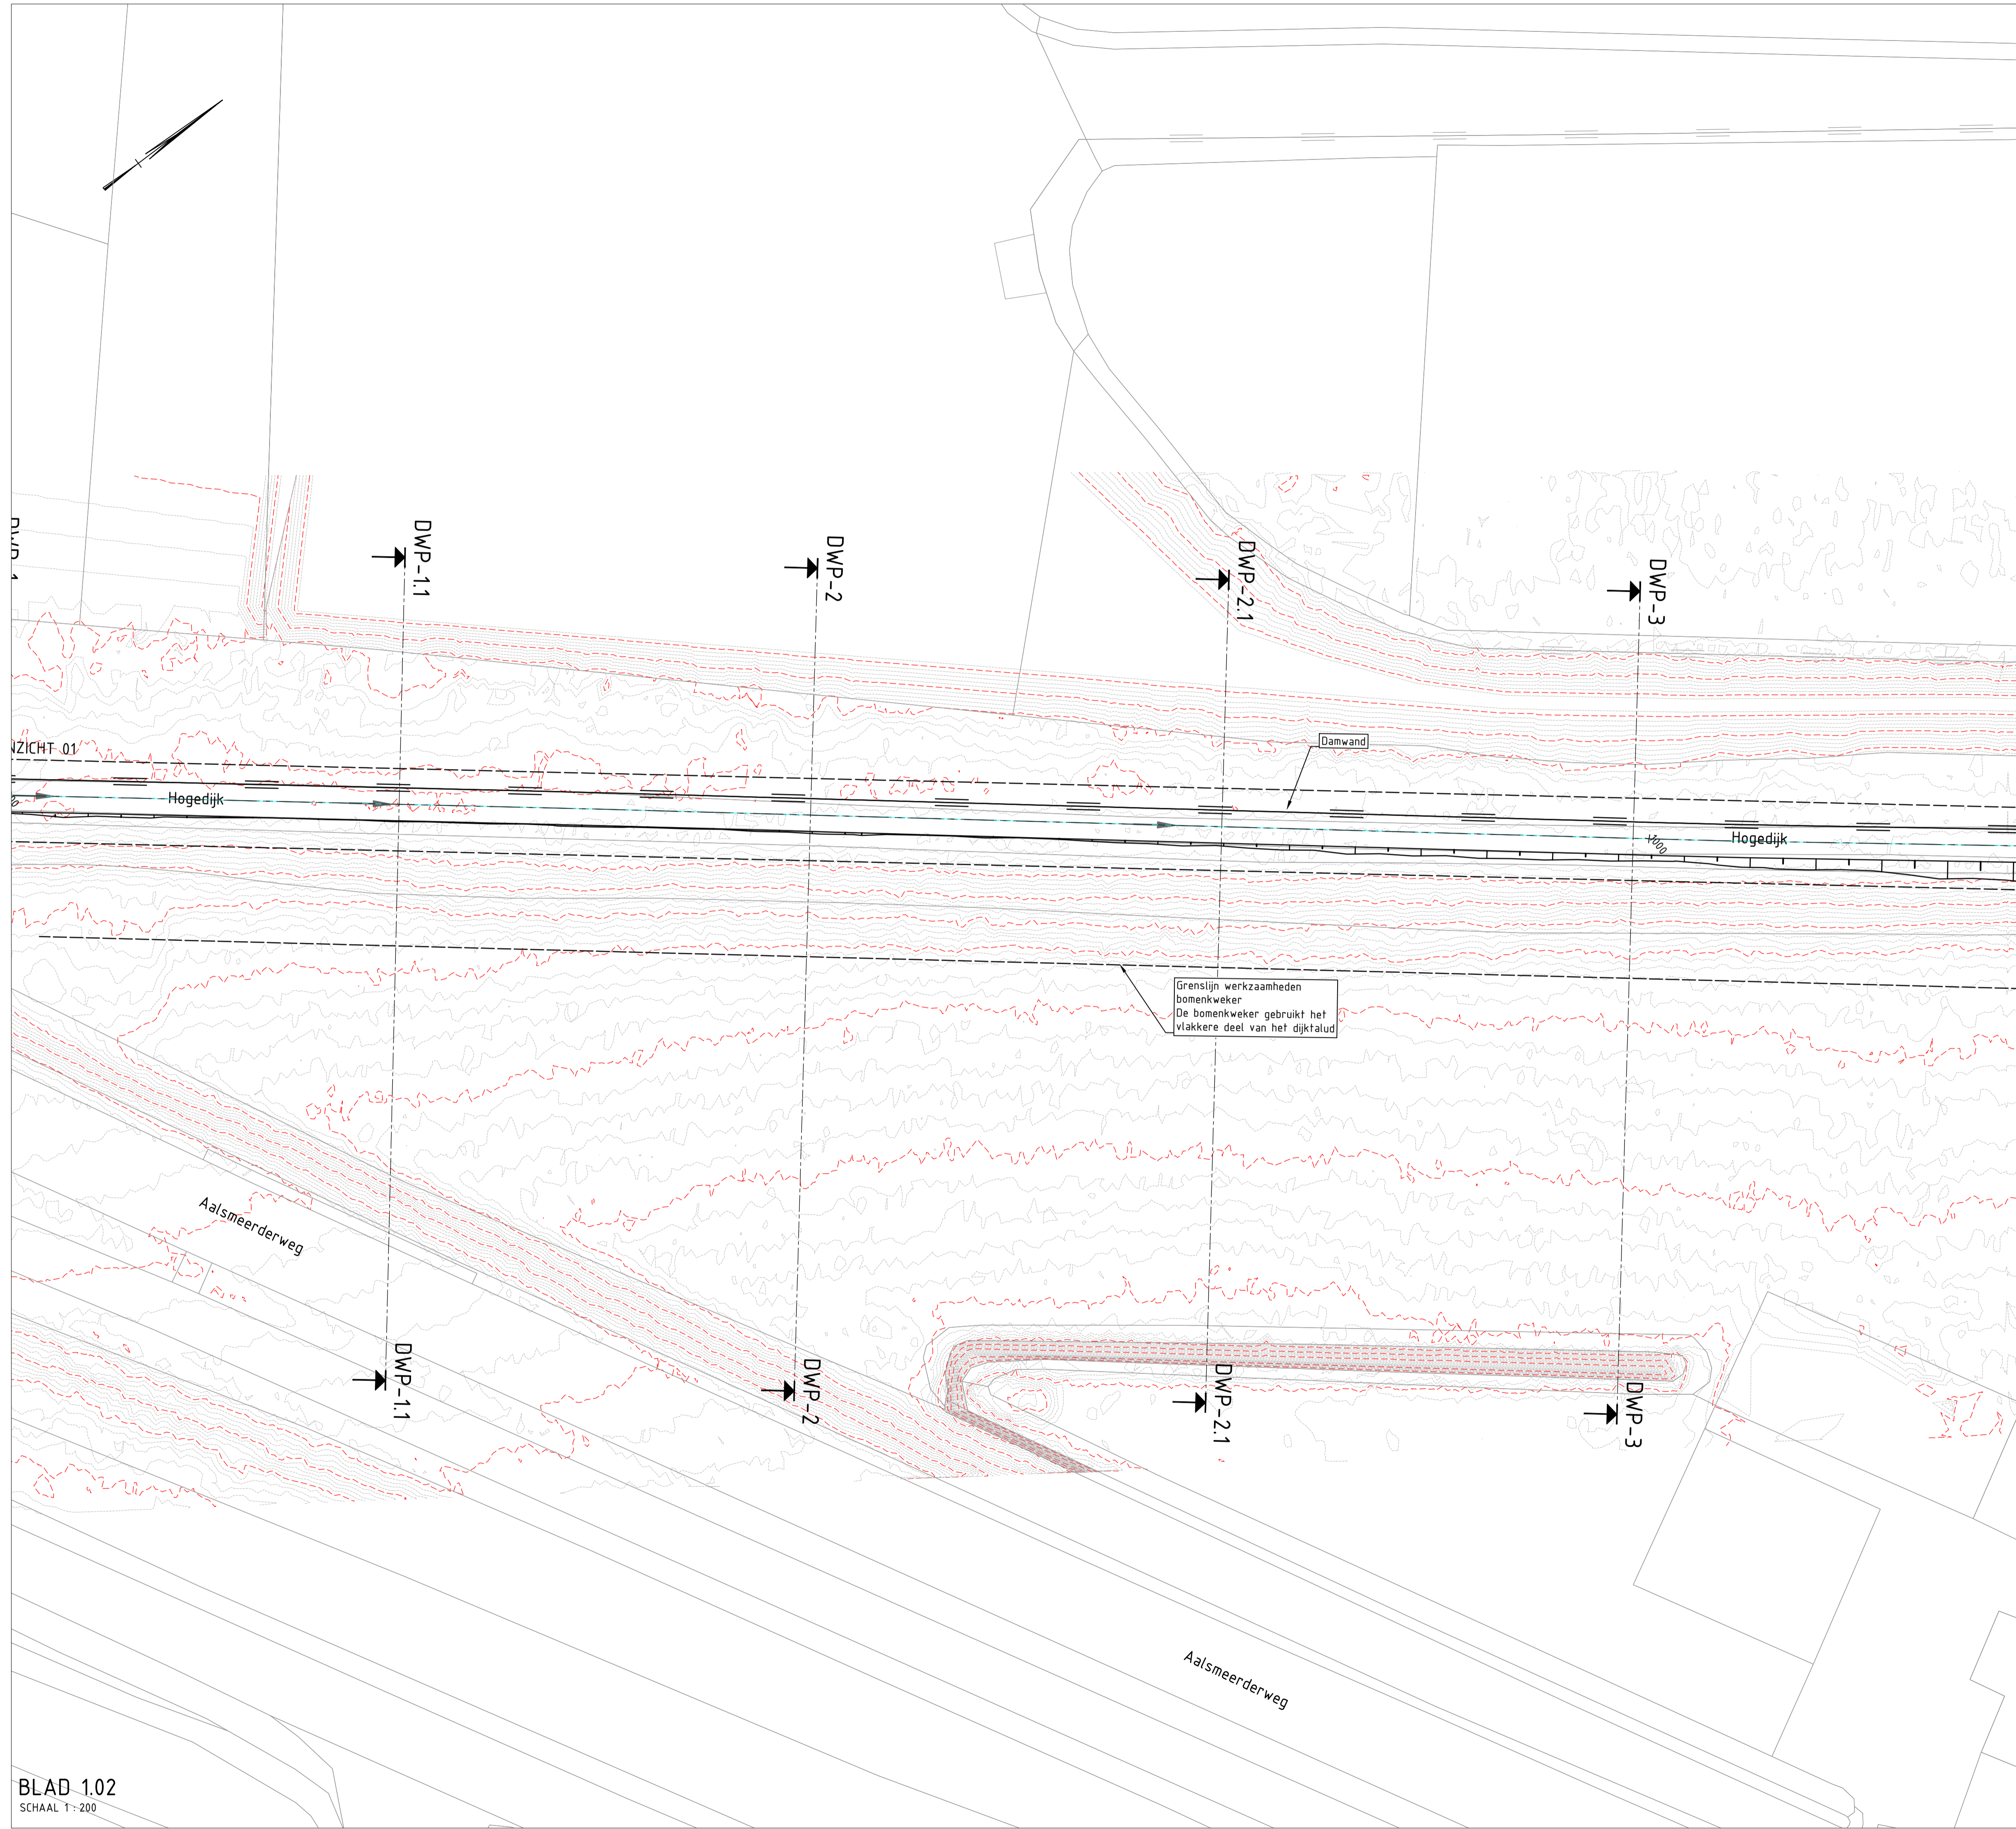 DWP-1.1
DWP-2
DWP-2.1
DWP-3
NZICHT 01
Damwand
Hogedijk
1000
Hogedijk
Grenslijn werkzaamheden
bomenkweker
De bomenkweker gebruikt het
vlakkere deel van het dijktalud
Aalsmeerderweg
DWP-1.1
DWP-2
DWP-2.1
DWP-3
Aalsmeerderweg
BLAD 1.02
SCHAAL 1 : 200